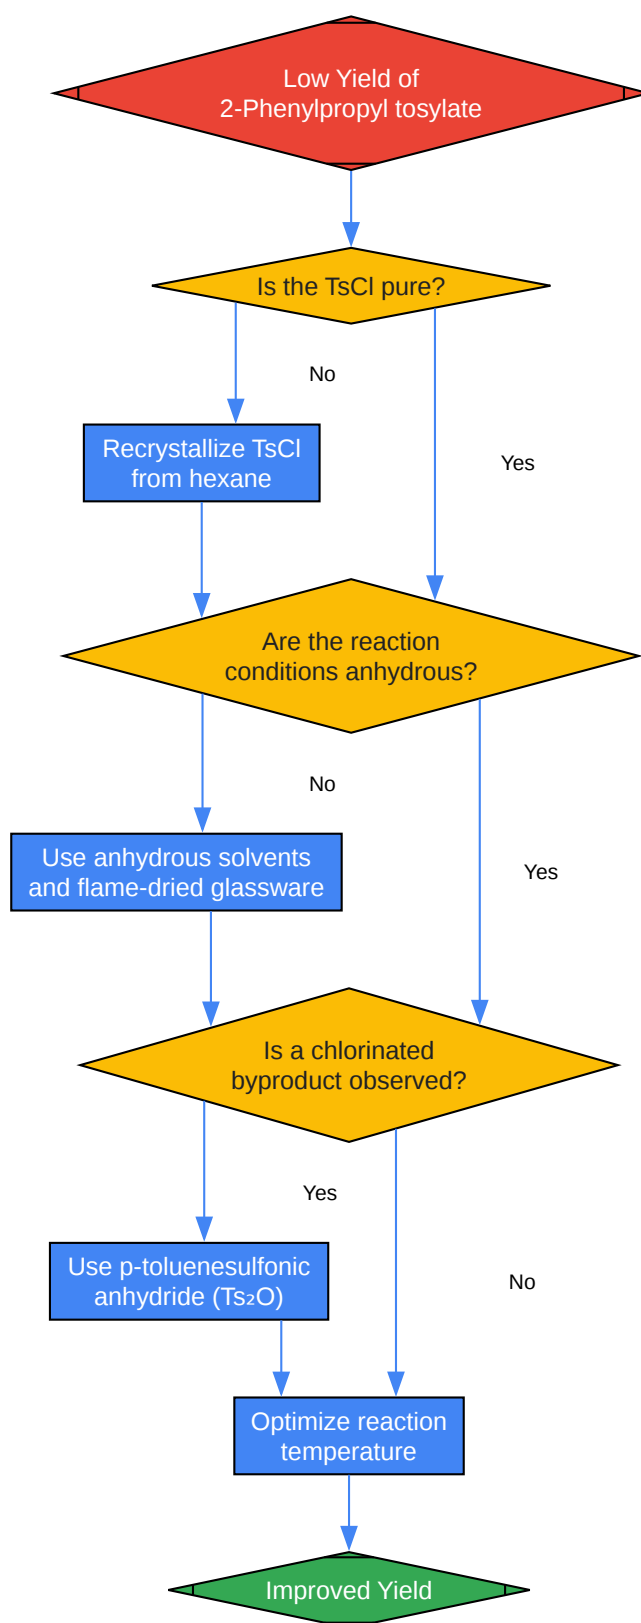 Low Yield of
2-Phenylpropyl tosylate
Is the TsCl pure?
No
Recrystallize TsCl
from hexane
Yes
Are the reaction
conditions anhydrous?
No
Use anhydrous solvents
and flame-dried glassware
Yes
Is a chlorinated
byproduct observed?
Yes
Use p-toluenesulfonic
anhydride (Ts₂O)
No
Optimize reaction
temperature
Improved Yield